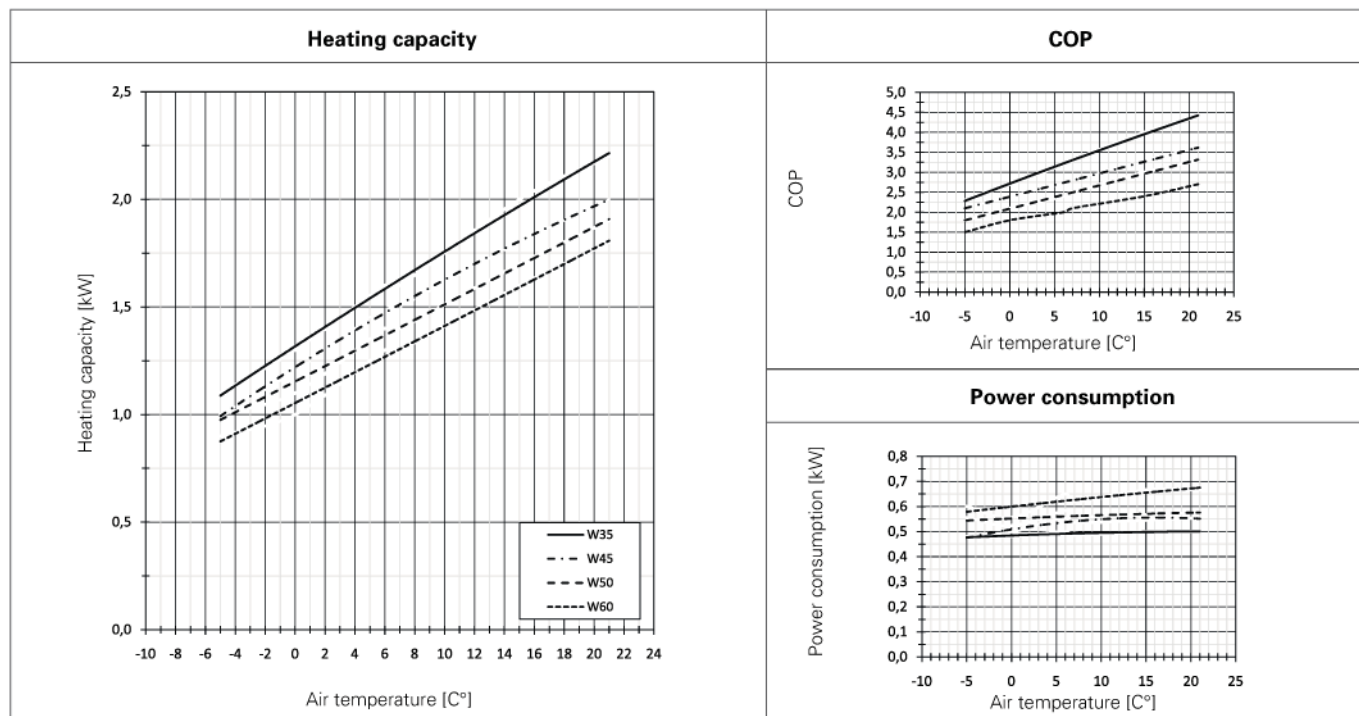 Heating capacity
2,5
2,0
1,5
1,0
0,5
0,0
-10 -8 -6 -4 -2 0 2 4 6 8 10 12 14 16 18 20 22 24
Heating capacity [kW]
Air temperature [C°]
W35
W45
W50
W60
COP
5,0
4,5
4,0
3,5
3,0
2,5
2,0
1,5
1,0
0,5
0,0
-10 -5 0 5 10 15 20 25
COP
Air temperature [C°]
Power consumption
0,8
0,7
0,6
0,5
0,4
0,3
0,2
0,1
0,0
-10 -5 0 5 10 15 20 25
Power consumption [kW]
Air temperature [C°]